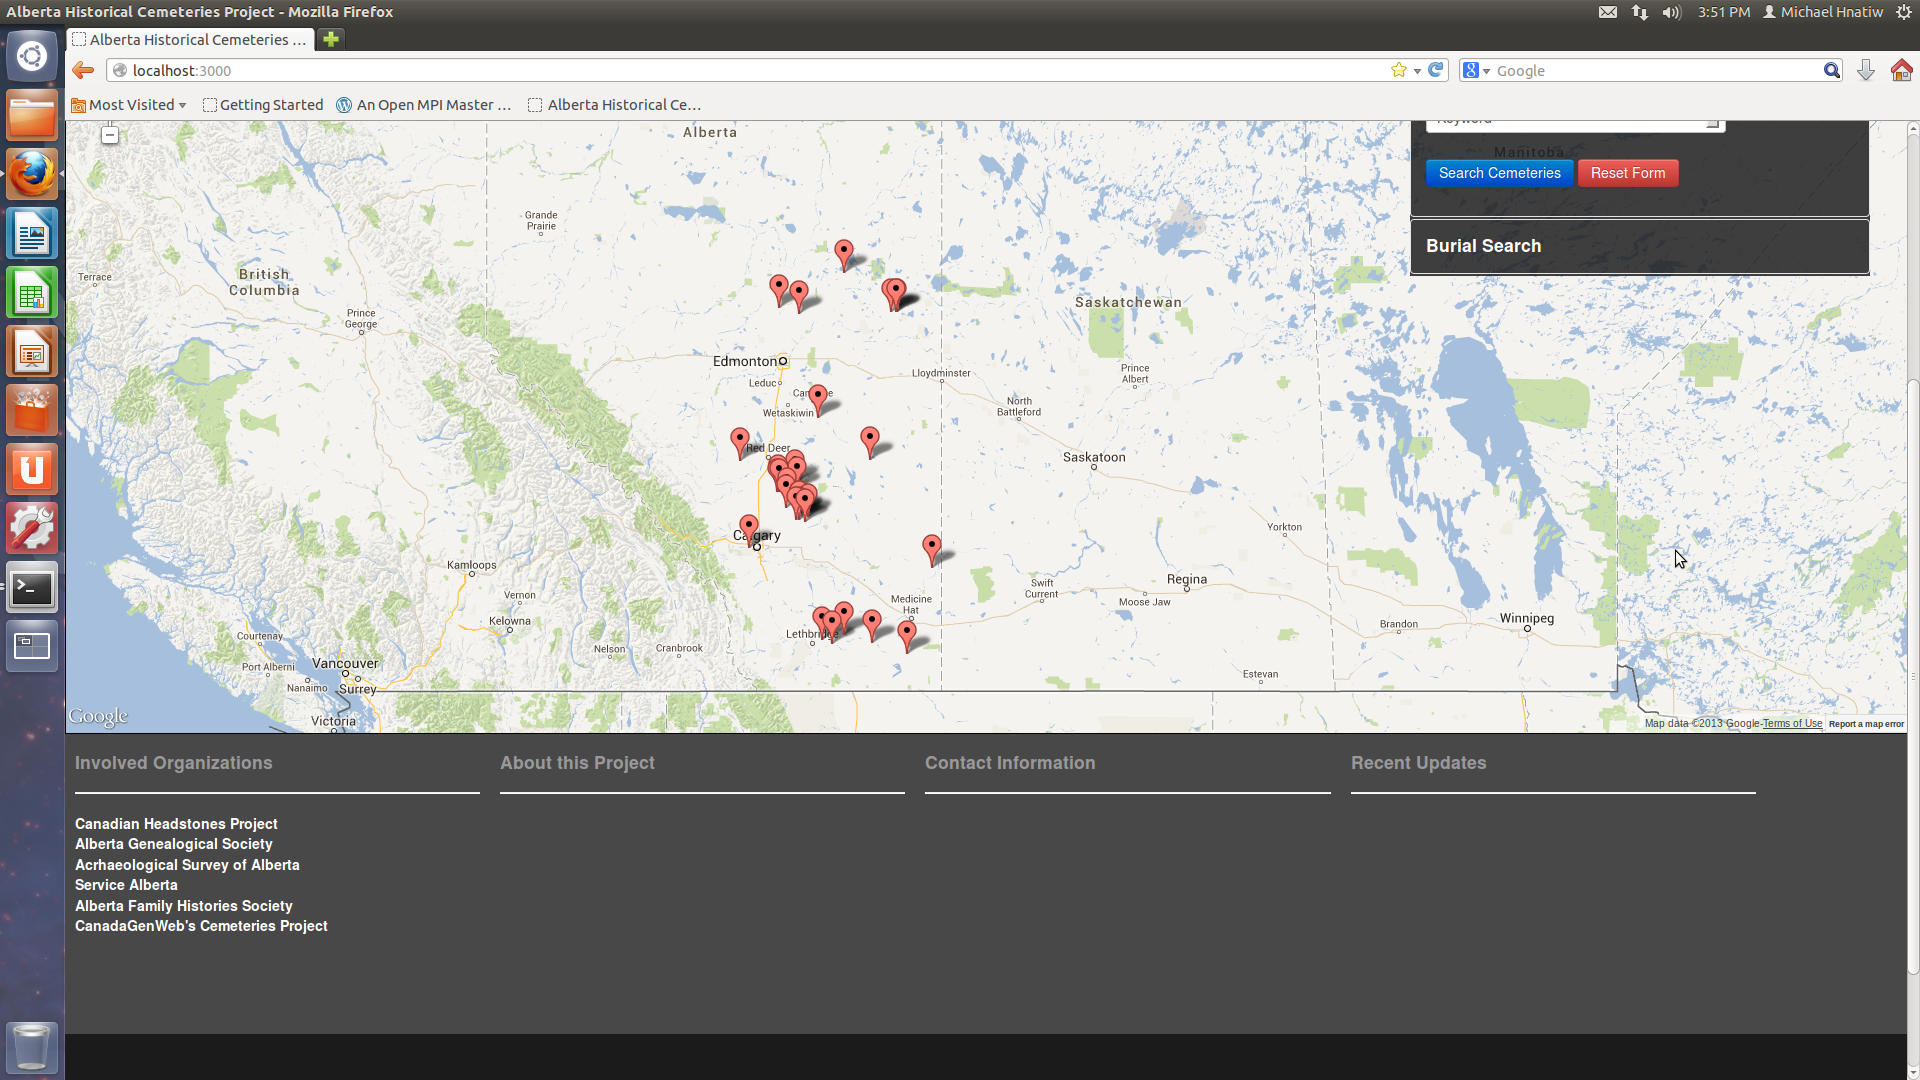 Alberta Historical Cemeteries Project - Mozilla Firefox
3:51 PM
Michael Hnatiw
Alberta Historical Cemeteries ...
localhost:3000
Google
Most Visited
Getting Started
An Open MPI Master ...
Alberta Historical Ce...
Alberta
Keyword
Manitoba
Search Cemeteries
Reset Form
Burial Search
Grande
Prairie
Terrace
British
Columbia
Saskatchewan
Prince
George
Edmonton
Leduc
Lloydminster
Prince
Albert
Wetaskiwin
North
Battleford
Red Deer
Saskatoon
Calgary
Yorkton
Kamloops
Vernon
Kelowna
Swift
Current
Regina
Moose Jaw
Medicine
Hat
Winnipeg
Brandon
Lethbridge
Courtenay
Nelson
Cranbrook
Port Alberni
Vancouver
Nanaimo
Surrey
Estevan
Victoria
Google
Map data ©2013 Google-Terms of Use
Report a map error
Involved Organizations
About this Project
Contact Information
Recent Updates
Canadian Headstones Project
Alberta Genealogical Society
Acrhaeological Survey of Alberta
Service Alberta
Alberta Family Histories Society
CanadaGenWeb's Cemeteries Project